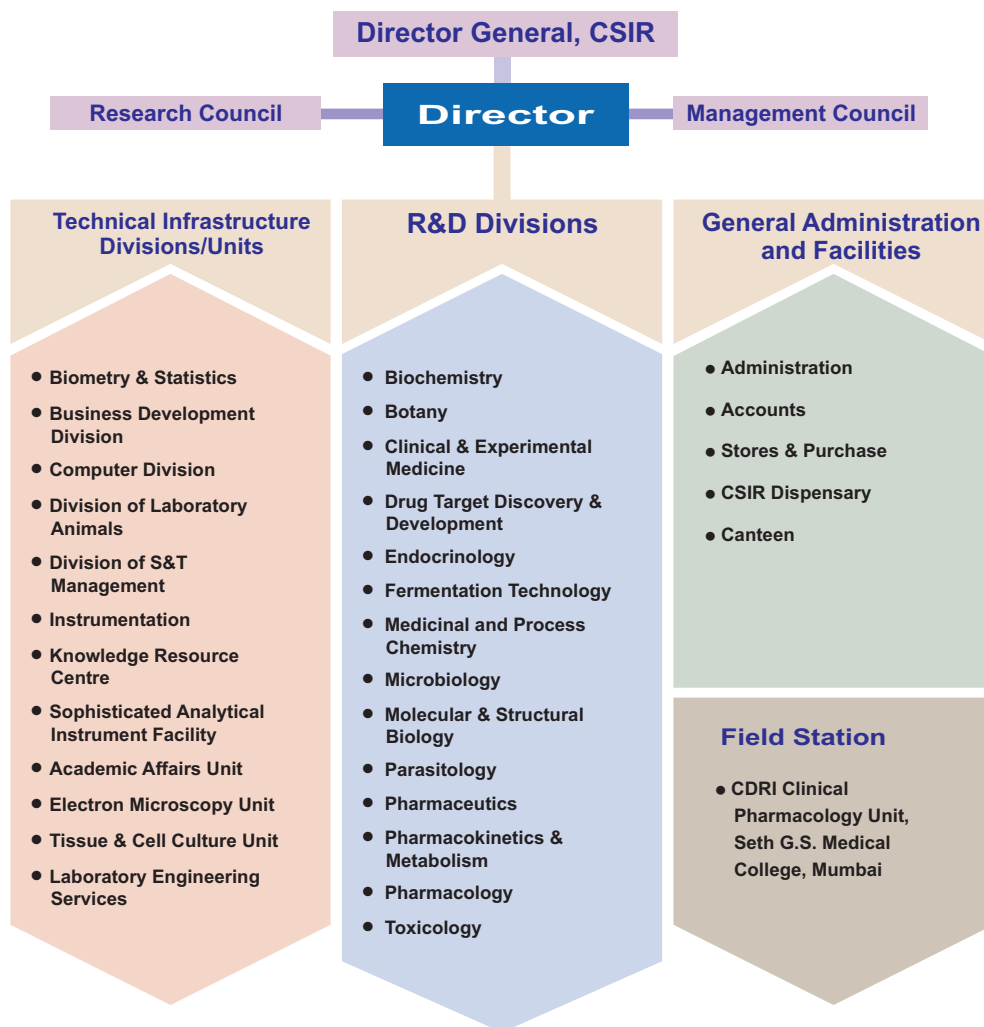 Director General, CSIR
Research Council
Director
Management Council
Technical Infrastructure
Divisions/Units
• Biometry & Statistics
• Business Development
Division
• Computer Division
• Division of Laboratory
Animals
• Division of S&T
Management
• Instrumentation
• Knowledge Resource
Centre
• Sophisticated Analytical
Instrument Facility
• Academic Affairs Unit
• Electron Microscopy Unit
• Tissue & Cell Culture Unit
• Laboratory Engineering
Services
R&D Divisions
• Biochemistry
• Botany
• Clinical & Experimental
Medicine
• Drug Target Discovery &
Development
• Endocrinology
• Fermentation Technology
• Medicinal and Process
Chemistry
• Microbiology
• Molecular & Structural
Biology
• Parasitology
• Pharmaceutics
• Pharmacokinetics &
Metabolism
• Pharmacology
• Toxicology
General Administration
and Facilities
• Administration
• Accounts
• Stores & Purchase
• CSIR Dispensary
• Canteen
Field Station
• CDRI Clinical
Pharmacology Unit,
Seth G.S. Medical
College, Mumbai